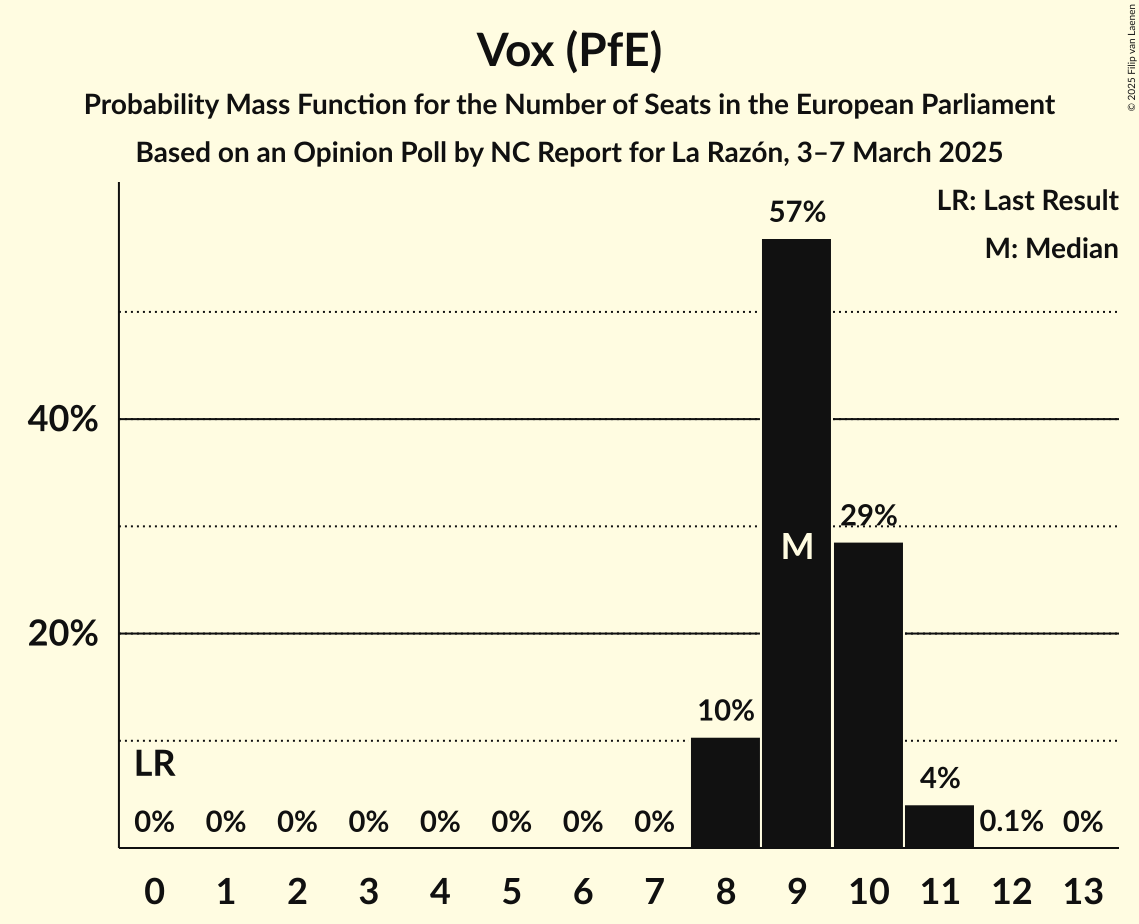 Vox (PfE)
Probability Mass Function for the Number of Seats in the European Parliament
Based on an Opinion Poll by NC Report for La Razón, 3–7 March 2025
© 2025 Filip van Laenen
LR: Last Result
M: Median
57%
40%
29%
M
20%
10%
LR
4%
0% 0% 0% 0% 0% 0% 0% 0% 0.1% 0%
0 1 2 3 4 5 6 7 8 9 10 11 12 13